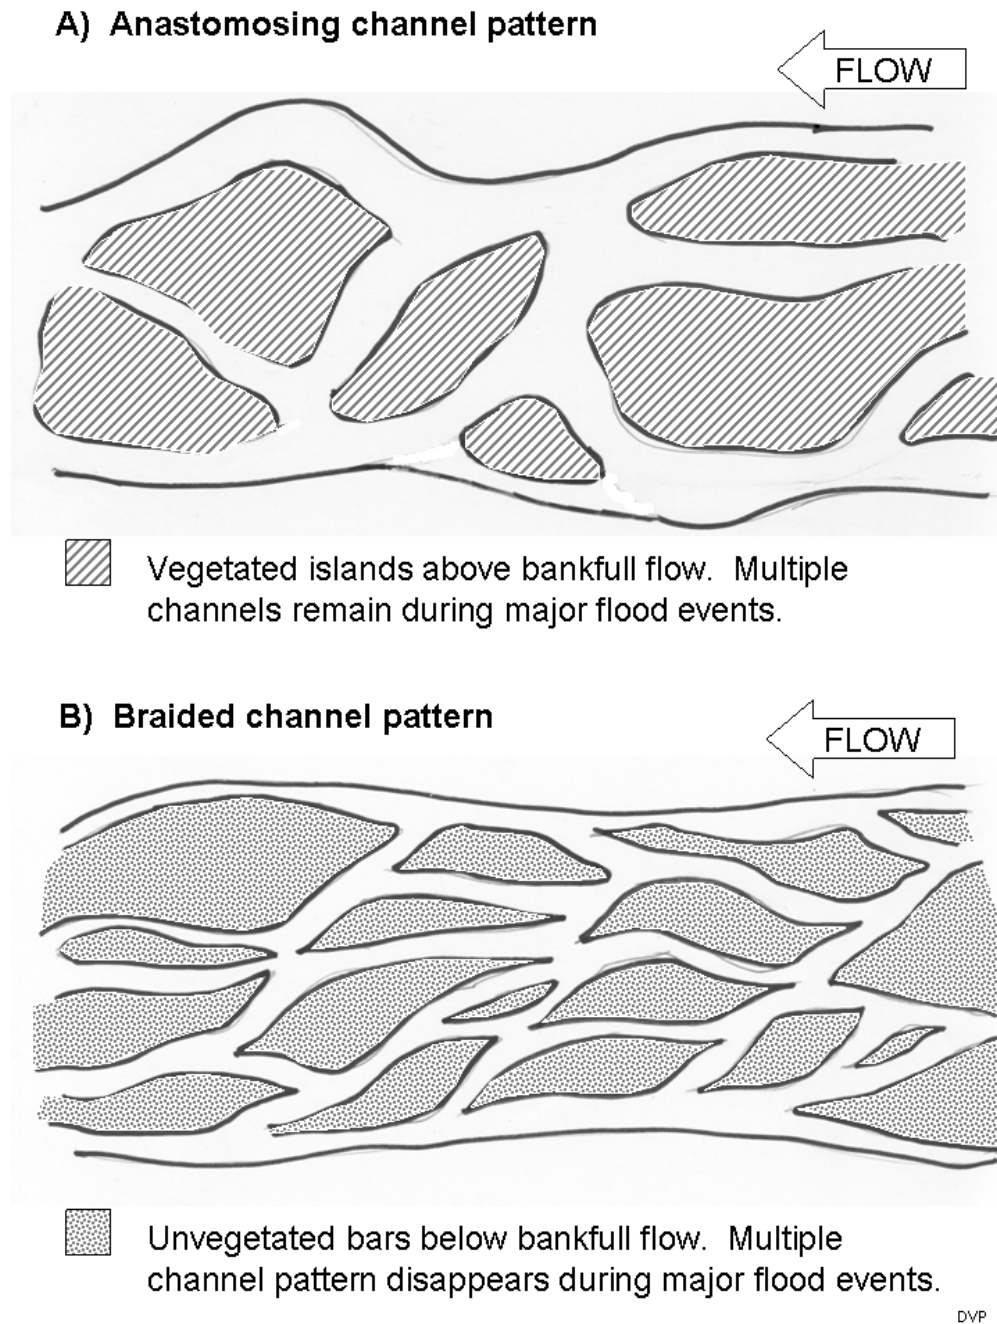 A)  Anastomosing channel pattern
FLOW
Vegetated islands above bankfull flow.  Multiple
channels remain during major flood events.
B)  Braided channel pattern
FLOW
Unvegetated bars below bankfull flow.  Multiple
channel pattern disappears during major flood events.
DVP